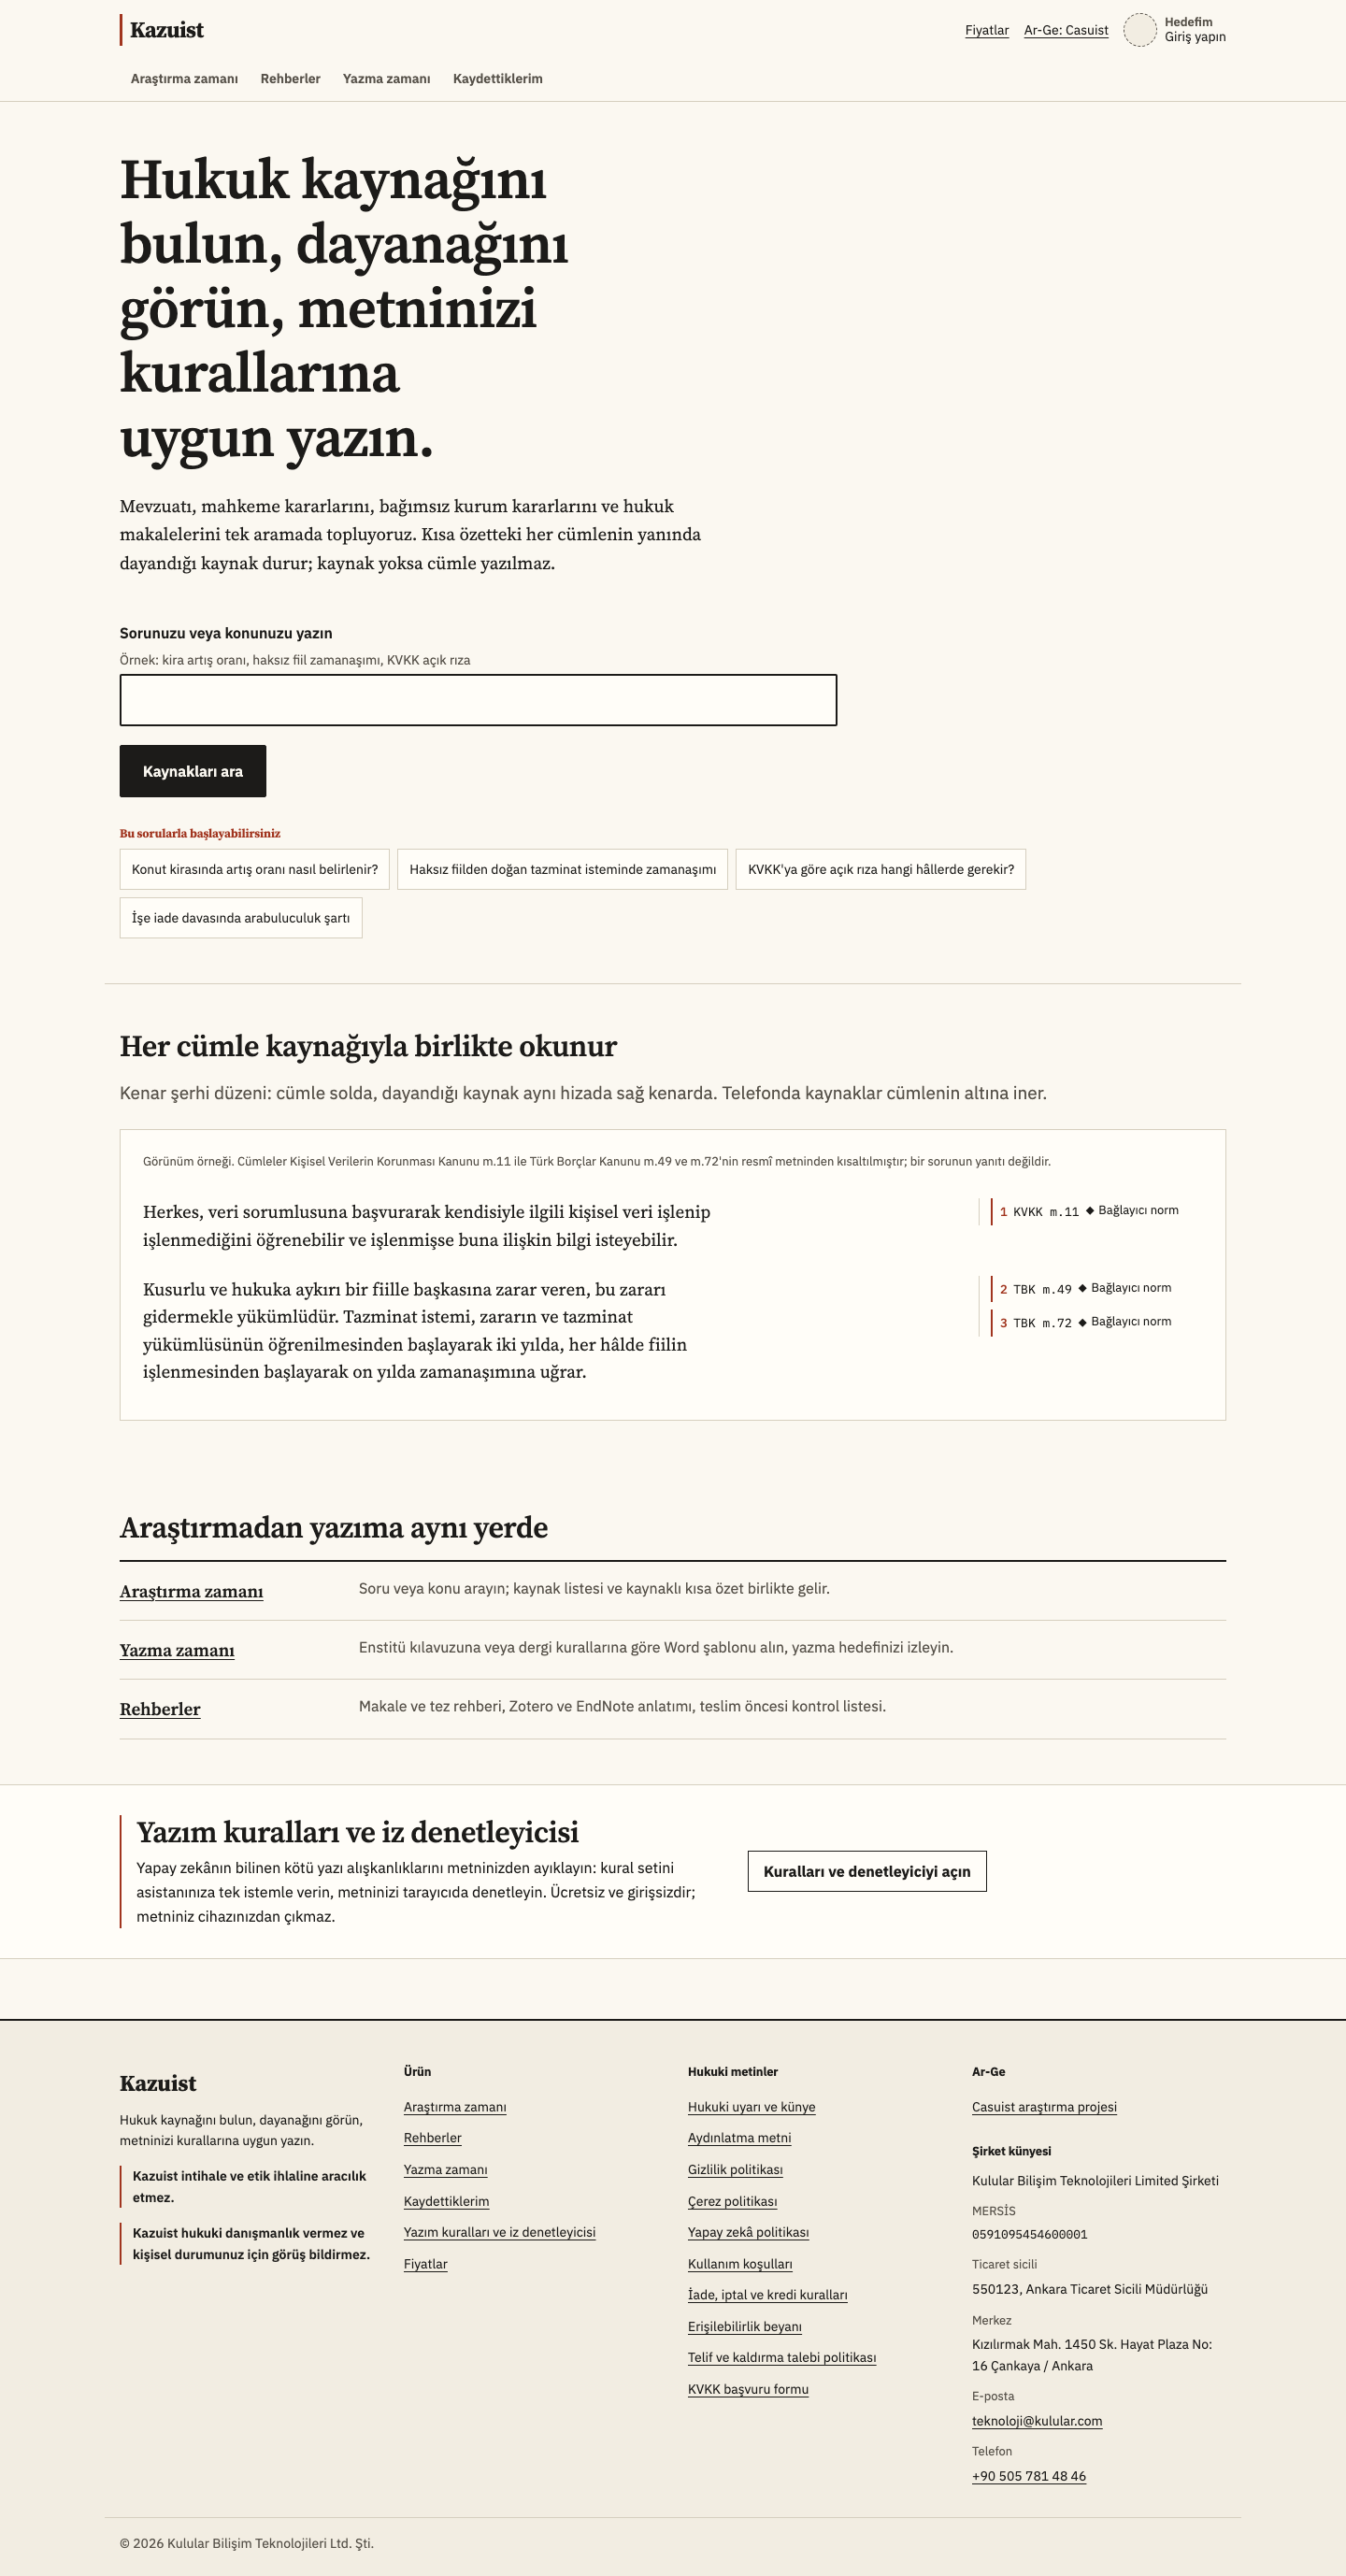 Kazuist
Fiyatlar
Ar-Ge: Casuist
Hedefim
Giriş yapın
Araştırma zamanı
Rehberler
Yazma zamanı
Kaydettiklerim
Hukuk kaynağını
bulun, dayanağını
görün, metninizi
kurallarına
uygun yazın.
Mevzuatı, mahkeme kararlarını, bağımsız kurum kararlarını ve hukuk
makalelerini tek aramada topluyoruz. Kısa özetteki her cümlenin yanında
dayandığı kaynak durur; kaynak yoksa cümle yazılmaz.
Sorunuzu veya konunuzu yazın
Örnek: kira artış oranı, haksız fiil zamanaşımı, KVKK açık rıza
Kaynakları ara
Bu sorularla başlayabilirsiniz
Konut kirasında artış oranı nasıl belirlenir?
Haksız fiilden doğan tazminat isteminde zamanaşımı
KVKK'ya göre açık rıza hangi hâllerde gerekir?
İşe iade davasında arabuluculuk şartı
Her cümle kaynağıyla birlikte okunur
Kenar şerhi düzeni: cümle solda, dayandığı kaynak aynı hizada sağ kenarda. Telefonda kaynaklar cümlenin altına iner.
Görünüm örneği. Cümleler Kişisel Verilerin Korunması Kanunu m.11 ile Türk Borçlar Kanunu m.49 ve m.72'nin resmî metninden kısaltılmıştır; bir sorunun yanıtı değildir.
Herkes, veri sorumlusuna başvurarak kendisiyle ilgili kişisel veri işlenip
işlenmediğini öğrenebilir ve işlenmişse buna ilişkin bilgi isteyebilir.
1 KVKK m.11 ◆ Bağlayıcı norm
Kusurlu ve hukuka aykırı bir fiille başkasına zarar veren, bu zararı
gidermekle yükümlüdür. Tazminat istemi, zararın ve tazminat
yükümlüsünün öğrenilmesinden başlayarak iki yılda, her hâlde fiilin
işlenmesinden başlayarak on yılda zamanaşımına uğrar.
2 TBK m.49 ◆ Bağlayıcı norm
3 TBK m.72 ◆ Bağlayıcı norm
Araştırmadan yazıma aynı yerde
Araştırma zamanı
Soru veya konu arayın; kaynak listesi ve kaynaklı kısa özet birlikte gelir.
Yazma zamanı
Enstitü kılavuzuna veya dergi kurallarına göre Word şablonu alın, yazma hedefinizi izleyin.
Rehberler
Makale ve tez rehberi, Zotero ve EndNote anlatımı, teslim öncesi kontrol listesi.
Yazım kuralları ve iz denetleyicisi
Yapay zekânın bilinen kötü yazı alışkanlıklarını metninizden ayıklayın: kural setini
asistanınıza tek istemle verin, metninizi tarayıcıda denetleyin. Ücretsiz ve girişsizdir;
metniniz cihazınızdan çıkmaz.
Kuralları ve denetleyiciyi açın
Kazuist
Hukuk kaynağını bulun, dayanağını görün,
metninizi kurallarına uygun yazın.
Kazuist intihale ve etik ihlaline aracılık
etmez.
Kazuist hukuki danışmanlık vermez ve
kişisel durumunuz için görüş bildirmez.
Ürün
Araştırma zamanı
Rehberler
Yazma zamanı
Kaydettiklerim
Yazım kuralları ve iz denetleyicisi
Fiyatlar
Hukuki metinler
Hukuki uyarı ve künye
Aydınlatma metni
Gizlilik politikası
Çerez politikası
Yapay zekâ politikası
Kullanım koşulları
İade, iptal ve kredi kuralları
Erişilebilirlik beyanı
Telif ve kaldırma talebi politikası
KVKK başvuru formu
Ar-Ge
Casuist araştırma projesi
Şirket künyesi
Kulular Bilişim Teknolojileri Limited Şirketi
MERSİS
0591095454600001
Ticaret sicili
550123, Ankara Ticaret Sicili Müdürlüğü
Merkez
Kızılırmak Mah. 1450 Sk. Hayat Plaza No:
16 Çankaya / Ankara
E-posta
teknoloji@kulular.com
Telefon
+90 505 781 48 46
© 2026 Kulular Bilişim Teknolojileri Ltd. Şti.